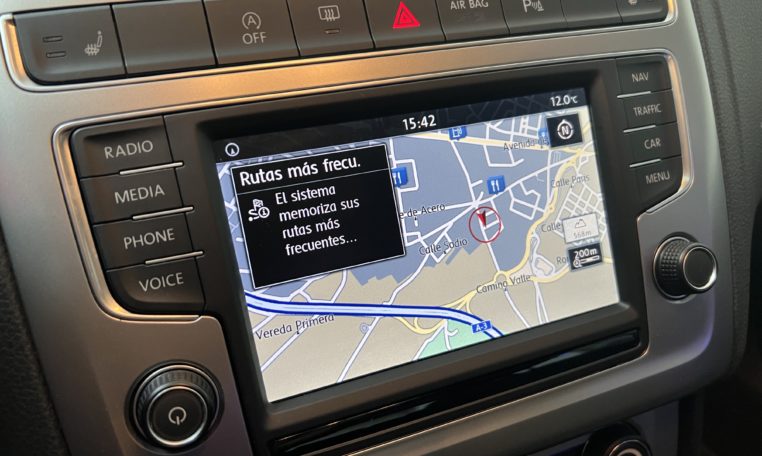 A
OFF
AIR BAG
P
NAV
RADIO
TRAFFIC
MEDIA
CAR
PHONE
MENU
VOICE
15:42
12.0°C
N
Rutas más frecu.
El sistema
memoriza sus
rutas más
frecuentes...
Avenida
Calle París
de Acero
Calle Sodio
568m
200m
Camino Valle
Vereda Primera
A-3